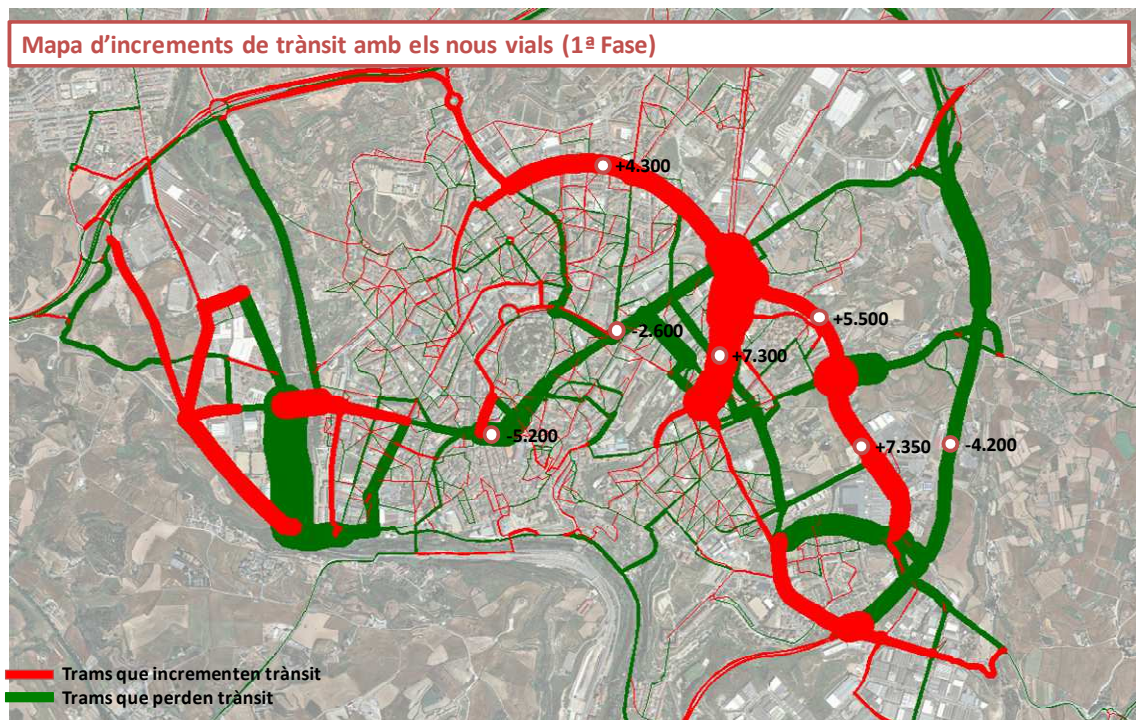 Mapa d'increments de trànsit amb els nous vials (1ª Fase)
+4.300
+5.500
-2.600
+7.300
-5.200
+7.350
-4.200
Trams que incrementen trànsit
Trams que perden trànsit